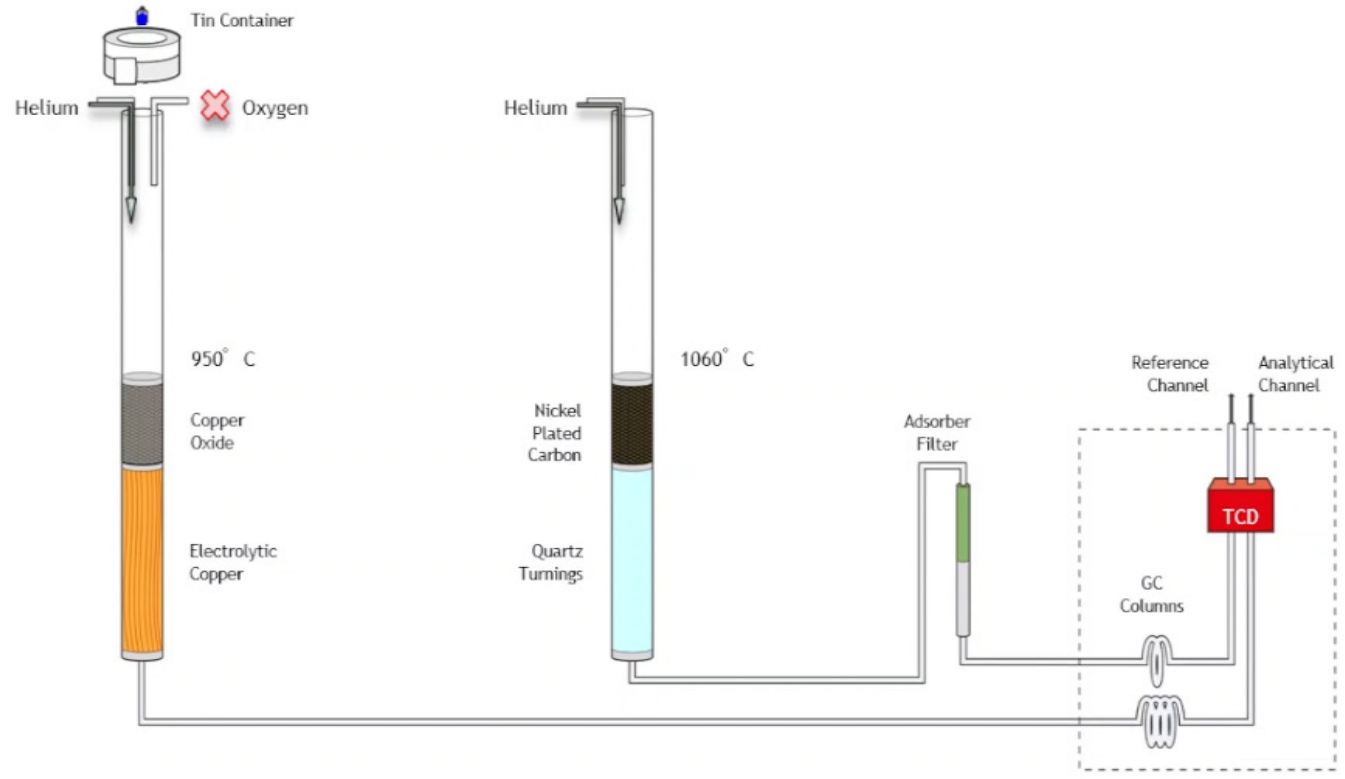 Tin Container
Helium
Oxygen
Helium
950° C
1060° C
Reference
Channel
Analytical
Channel
Copper
Oxide
Nickel
Plated
Carbon
Adsorber
Filter
TCD
Electrolytic
Copper
Quartz
Turnings
GC
Columns